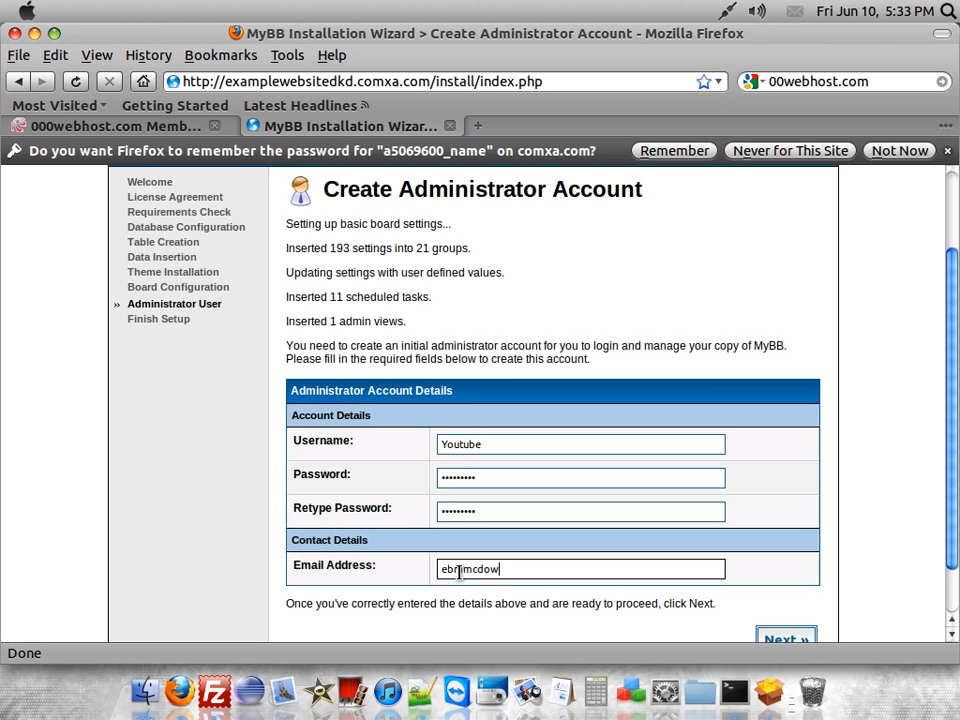 Fri Jun 10, 5:33 PM
MyBB Installation Wizard > Create Administrator Account - Mozilla Firefox
File Edit View History Bookmarks Tools Help
http://examplewebsitedkd.comxa.com/install/index.php
00webhost.com
Most Visited Getting Started Latest Headlines
000webhost.com Memb...
MyBB Installation Wizar...
Do you want Firefox to remember the password for "a5069600_name" on comxa.com?
Remember
Never for This Site
Not Now
Welcome
License Agreement
Requirements Check
Database Configuration
Table Creation
Data Insertion
Theme Installation
Board Configuration
» Administrator User
Finish Setup
Create Administrator Account
Setting up basic board settings...
Inserted 193 settings into 21 groups.
Updating settings with user defined values.
Inserted 11 scheduled tasks.
Inserted 1 admin views.
You need to create an initial administrator account for you to login and manage your copy of MyBB.
Please fill in the required fields below to create this account.
Administrator Account Details
Account Details
Username: Youtube
Password: •••••••••
Retype Password: •••••••••
Contact Details
Email Address:
Once you've correctly entered the details above and are ready to proceed, click Next.
Next »
Done